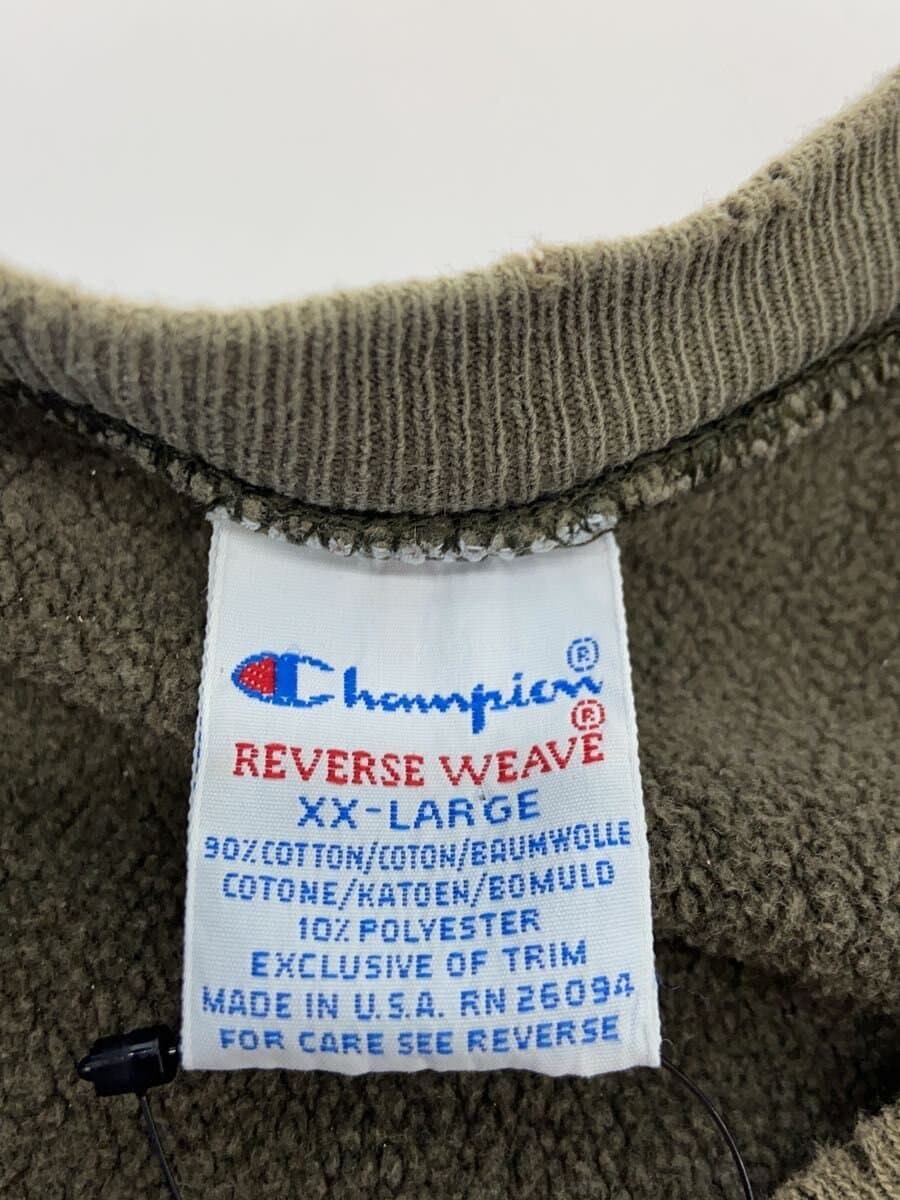 Champion®
REVERSE WEAVE®
XX-LARGE
90% COTTON/COTON/BAUMWOLLE
COTONE/KATOEN/BOMULD
10% POLYESTER
EXCLUSIVE OF TRIM
MADE IN U.S.A. RN 26094
FOR CARE SEE REVERSE